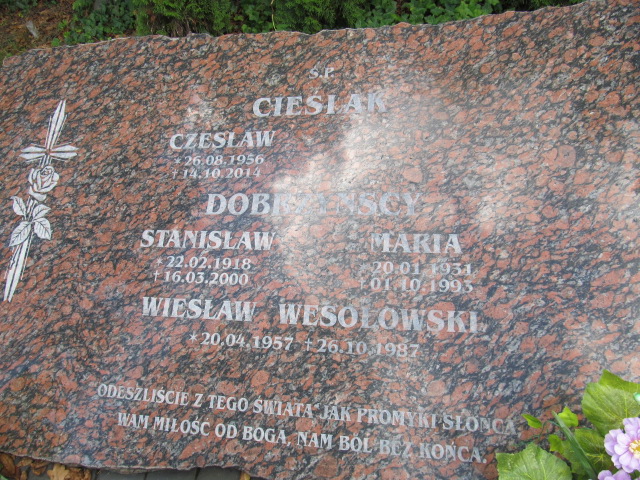 Ś.P.
CIEŚLAK
CZESŁAW
*26.08.1956
†14.10.2014
STANISŁAW MARIA
*22.02.1918 *20.01.1931
†16.03.2000 †01.10.1993
WIESŁAW WESOŁOWSKI
*20.04.1957 †26.10.1987
ODESZLIŚCIE Z TEGO ŚWIATA, JAK PROMYKI SŁOŃCA
WAM MIŁOŚĆ OD BOGA, NAM BÓL BEZ KOŃCA.